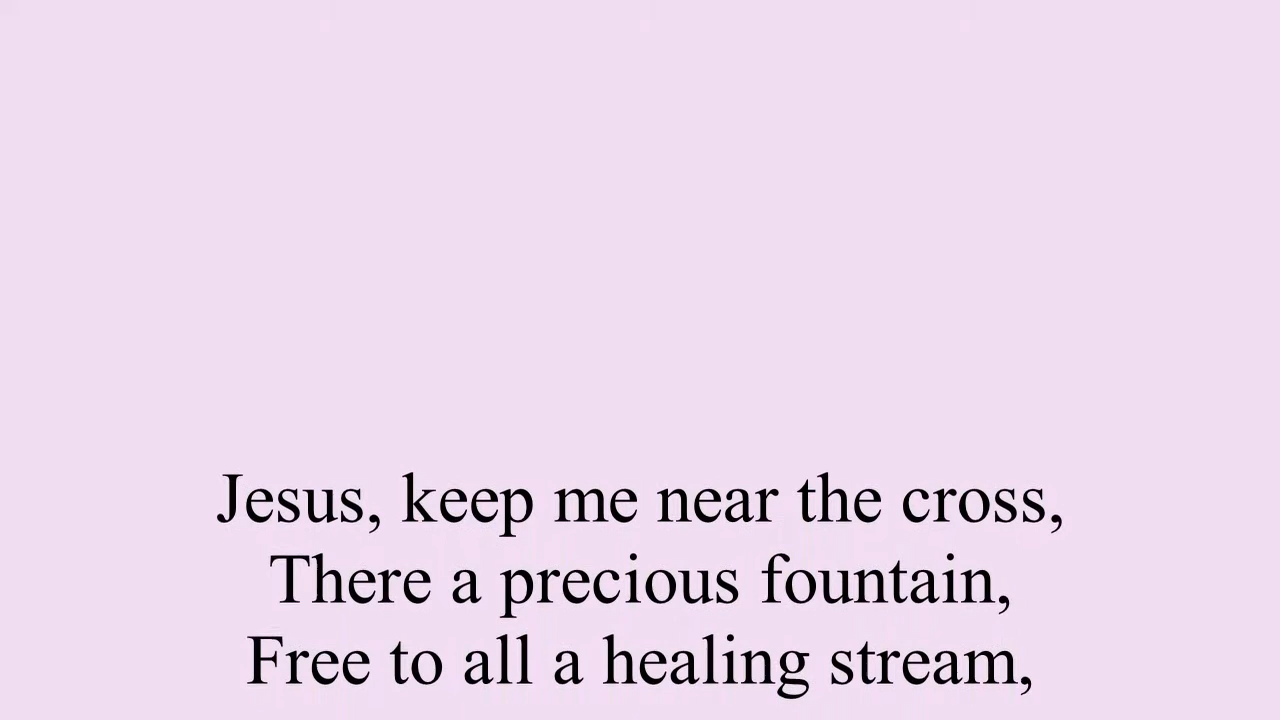 Jesus, keep me near the cross,
There a precious fountain,
Free to all a healing stream,